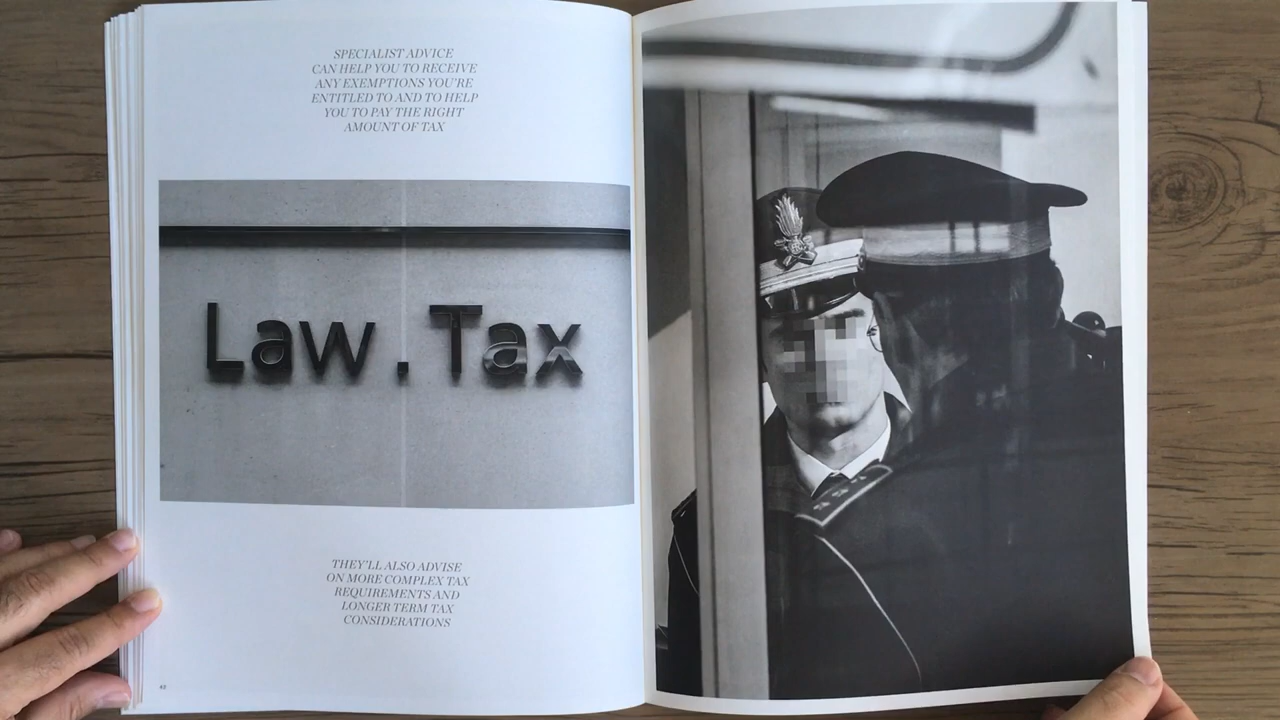 SPECIALIST ADVICE
CAN HELP YOU TO RECEIVE
ANY EXEMPTIONS YOU'RE
ENTITLED TO AND TO HELP
YOU TO PAY THE RIGHT
AMOUNT OF TAX
Law . Tax
THEY'LL ALSO ADVISE
ON MORE COMPLEX TAX
REQUIREMENTS AND
LONGER TERM TAX
CONSIDERATIONS